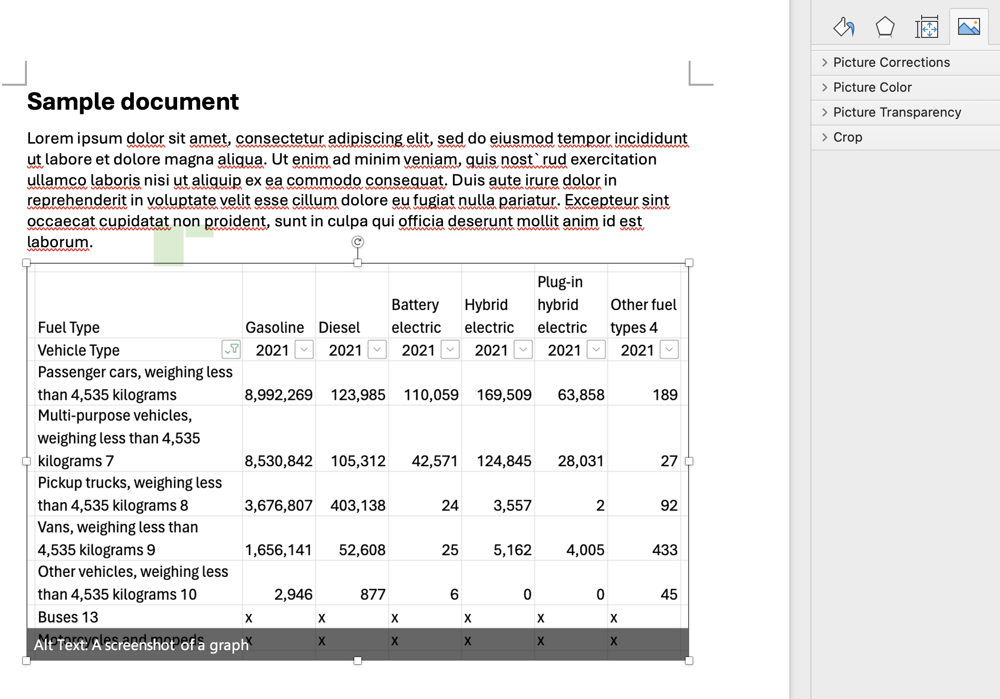 Picture Corrections
Picture Color
Picture Transparency
Crop
Sample document
Lorem ipsum dolor sit amet, consectetur adipiscing elit, sed do eiusmod tempor incididunt
ut labore et dolore magna aliqua. Ut enim ad minim veniam, quis nost`rud exercitation
ullamco laboris nisi ut aliquip ex ea commodo consequat. Duis aute irure dolor in
reprehenderit in voluptate velit esse cillum dolore eu fugiat nulla pariatur. Excepteur sint
occaecat cupidatat non proident, sunt in culpa qui officia deserunt mollit anim id est
laborum.
Fuel Type Gasoline Diesel Battery electric Hybrid electric Plug-in hybrid electric Other fuel types 4
Vehicle Type 2021 2021 2021 2021 2021 2021
Passenger cars, weighing less
than 4,535 kilograms 8,992,269 123,985 110,059 169,509 63,858 189
Multi-purpose vehicles,
weighing less than 4,535
kilograms 7 8,530,842 105,312 42,571 124,845 28,031 27
Pickup trucks, weighing less
than 4,535 kilograms 8 3,676,807 403,138 24 3,557 2 92
Vans, weighing less than
4,535 kilograms 9 1,656,141 52,608 25 5,162 4,005 433
Other vehicles, weighing less
than 4,535 kilograms 10 2,946 877 6 0 0 45
Buses 13 x x x x x x
Motorcycles and mopeds x x x x x x
Alt Text: A screenshot of a graph